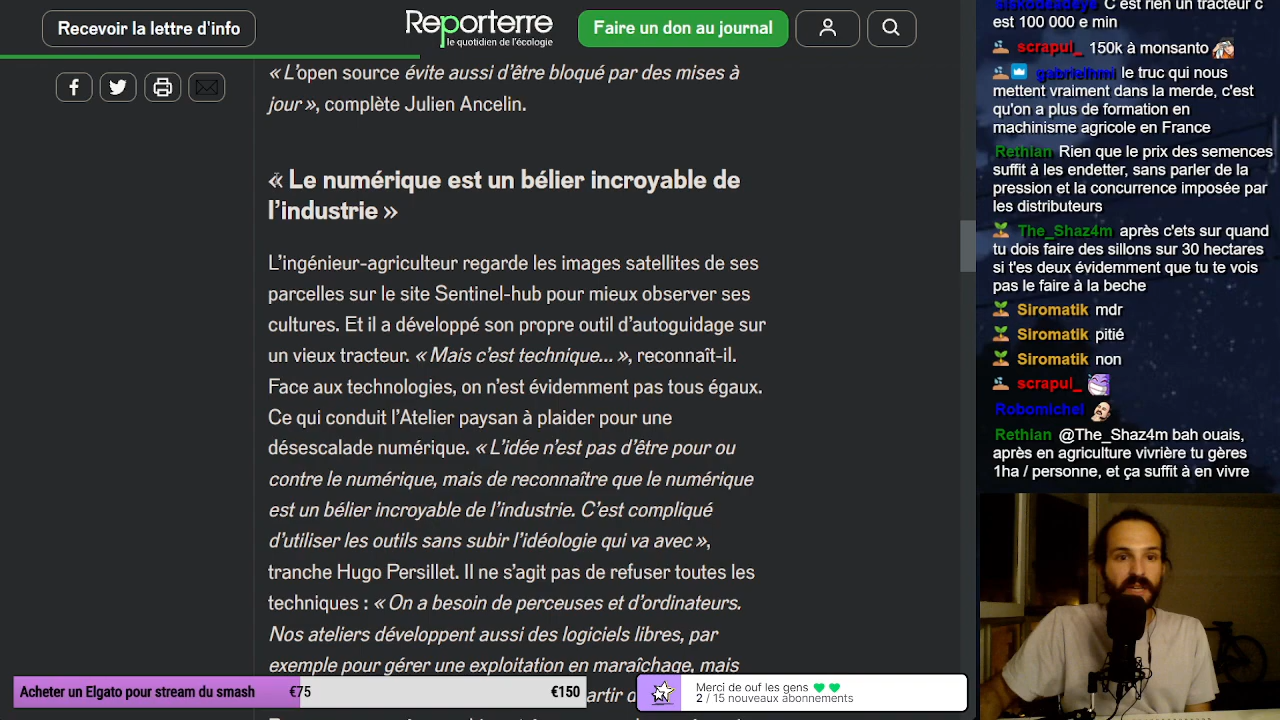 Recevoir la lettre d'info
Reporterre
le quotidien de l'écologie
Faire un don au journal
« L'open source évite aussi d'être bloqué par des mises à
jour », complète Julien Ancelin.
« Le numérique est un bélier incroyable de
l'industrie »
L'ingénieur-agriculteur regarde les images satellites de ses
parcelles sur le site Sentinel-hub pour mieux observer ses
cultures. Et il a développé son propre outil d'autoguidage sur
un vieux tracteur. « Mais c'est technique... », reconnaît-il.
Face aux technologies, on n'est évidemment pas tous égaux.
Ce qui conduit l'Atelier paysan à plaider pour une
désescalade numérique. « L'idée n'est pas d'être pour ou
contre le numérique, mais de reconnaître que le numérique
est un bélier incroyable de l'industrie. C'est compliqué
d'utiliser les outils sans subir l'idéologie qui va avec »,
tranche Hugo Persillet. Il ne s'agit pas de refuser toutes les
techniques : « On a besoin de perceuses et d'ordinateurs.
Nos ateliers développent aussi des logiciels libres, par
exemple pour gérer une exploitation en maraîchage, mais
Acheter un Elgato pour stream du smash €75 €150
Merci de ouf les gens
2 / 15 nouveaux abonnements
C est rien un tracteur c
est 100 000 e min
scrapul_ 150k à monsanto
gabrielhmi le truc qui nous
mettent vraiment dans la merde, c'est
qu'on a plus de formation en
machinisme agricole en France
Rethian Rien que le prix des semences
suffit à les endetter, sans parler de la
pression et la concurrence imposée par
les distributeurs
The_Shaz4m après c'ets sur quand
tu dois faire des sillons sur 30 hectares
si t'es deux évidemment que tu te vois
pas le faire à la beche
Siromatik mdr
Siromatik pitié
Siromatik non
scrapul_
Robomichel
Rethian @The_Shaz4m bah ouais,
après en agriculture vivrière tu gères
1ha / personne, et ça suffit à en vivre